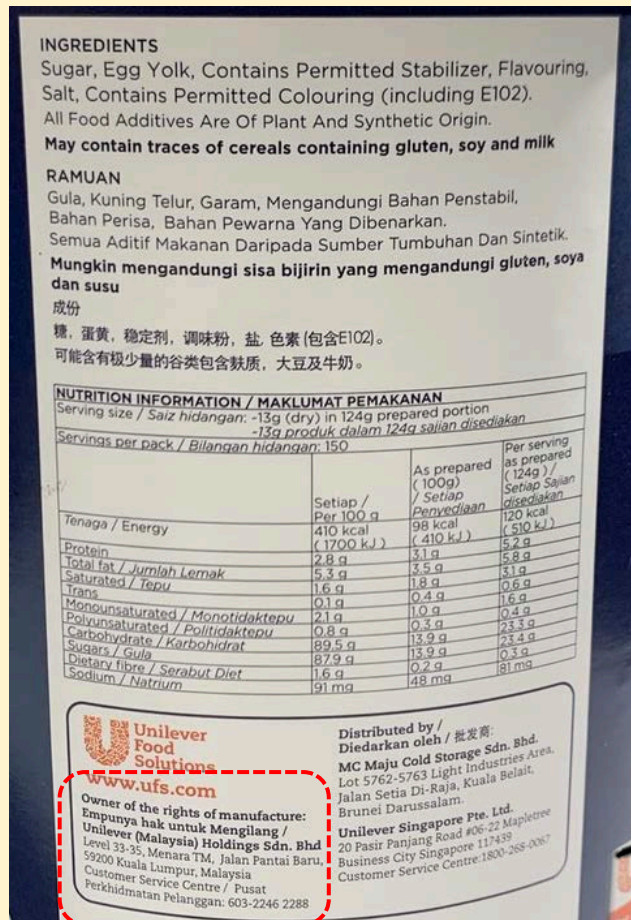 INGREDIENTS
Sugar, Egg Yolk, Contains Permitted Stabilizer, Flavouring,
Salt, Contains Permitted Colouring (including E102).
All Food Additives Are Of Plant And Synthetic Origin.
May contain traces of cereals containing gluten, soy and milk
RAMUAN
Gula, Kuning Telur, Garam, Mengandungi Bahan Penstabil,
Bahan Perisa, Bahan Pewarna Yang Dibenarkan.
Semua Aditif Makanan Daripada Sumber Tumbuhan Dan Sintetik.
Mungkin mengandungi sisa bijirin yang mengandungi gluten, soya
dan susu
成份
糖, 蛋黄, 稳定剂, 调味粉, 盐, 色素 (包含E102)。
可能含有极少量的谷类包含麸质, 大豆及牛奶。
NUTRITION INFORMATION / MAKLUMAT PEMAKANAN
Serving size / Saiz hidangan: -13g (dry) in 124g prepared portion
-13g produk dalam 124g sajian disediakan
Servings per pack / Bilangan hidangan: 150
Setiap / Per 100 g
As prepared (100g) / Setiap Penyediaan
Per serving as prepared (124g) / Setiap Sajian disediakan
Tenaga / Energy 410 kcal (1700 kJ) 98 kcal (410 kJ) 120 kcal (510 kJ)
Protein 2.8 g 3.1 g 5.2 g
Total fat / Jumlah Lemak 5.3 g 3.5 g 5.8 g
Saturated / Tepu 1.6 g 1.8 g 3.1 g
Trans 0.1 g 0.4 g 0.6 g
Monounsaturated / Monotidaktepu 2.1 g 1.0 g 1.6 g
Polyunsaturated / Politidaktepu 0.8 g 0.3 g 0.4 g
Carbohydrate / Karbohidrat 89.5 g 13.9 g 23.3 g
Sugars / Gula 87.9 g 13.9 g 23.4 g
Dietary fibre / Serabut Diet 1.6 g 0.2 g 0.3 g
Sodium / Natrium 91 mg 48 mg 81 mg
Unilever
Food
Solutions
www.ufs.com
Owner of the rights of manufacture:
Empunya hak untuk Mengilang /
Unilever (Malaysia) Holdings Sdn. Bhd
Level 33-35, Menara TM, Jalan Pantai Baru,
59200 Kuala Lumpur, Malaysia
Customer Service Centre / Pusat
Perkhidmatan Pelanggan: 603-2246 2288
Distributed by /
Diedarkan oleh / 批发商:
MC Maju Cold Storage Sdn. Bhd.
Lot 5762-5763 Light Industries Area,
Jalan Setia Di-Raja, Kuala Belait,
Brunei Darussalam.
Unilever Singapore Pte. Ltd.
20 Pasir Panjang Road #06-22 Mapletree
Business City Singapore 117439
Customer Service Centre:1800-268-0067